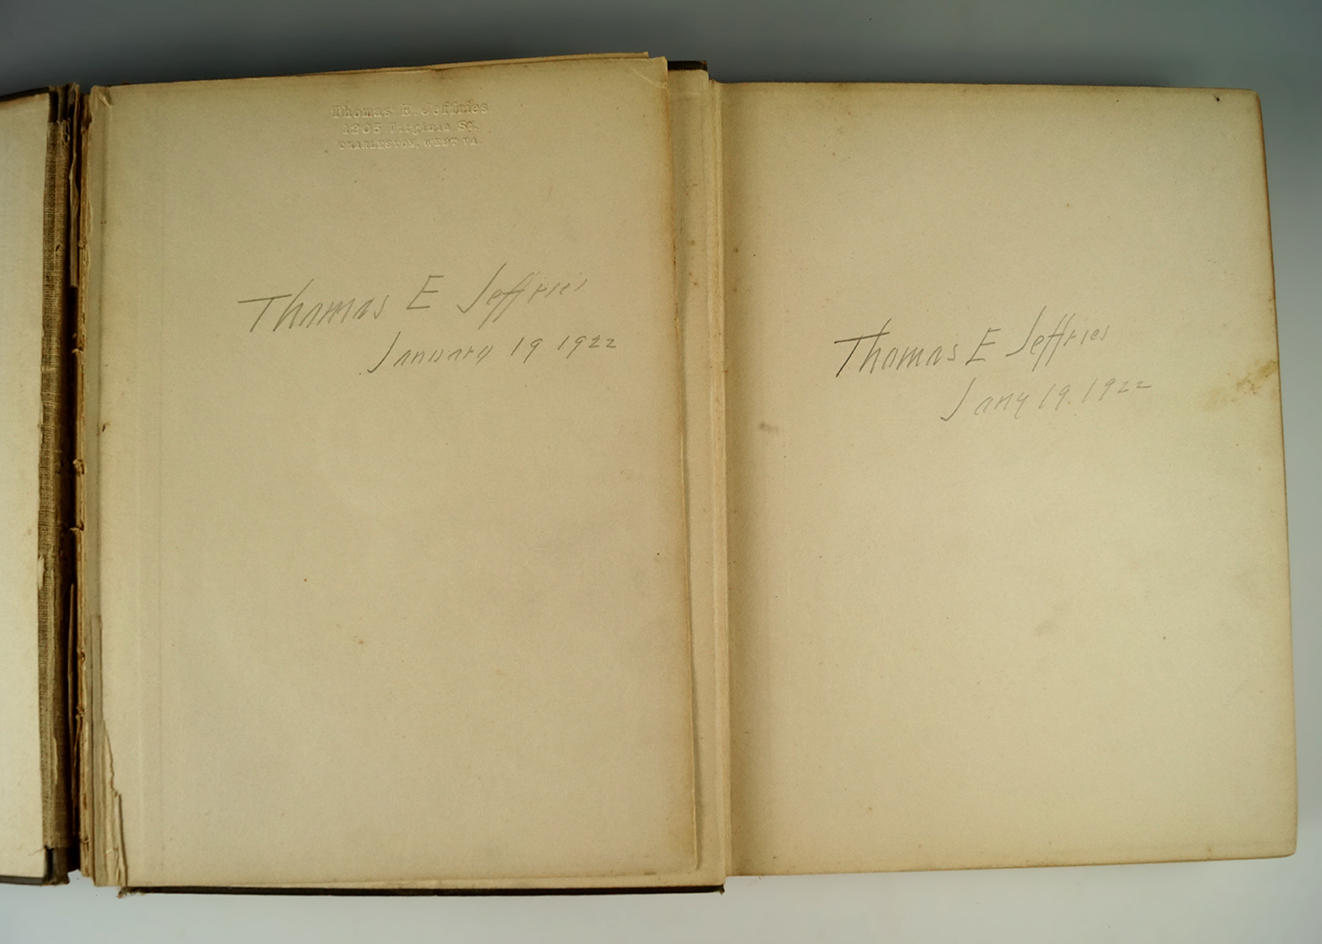 Thomas E. Jeffries
1205 Virginia St.
CHARLESTON, WEST VA.
Thomas E Jeffries
January 19 1922
Thomas E Jeffries
Jany 19. 1922